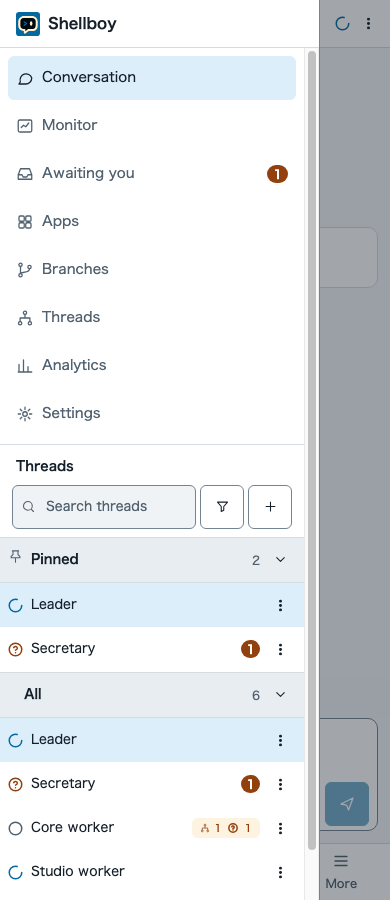 Shellboy
Conversation
Monitor
Awaiting you 1
Apps
Branches
Threads
Analytics
Settings
Threads
Search threads
Pinned 2
Leader
Secretary 1
All 6
Leader
Secretary 1
Core worker 1 1
Studio worker
More